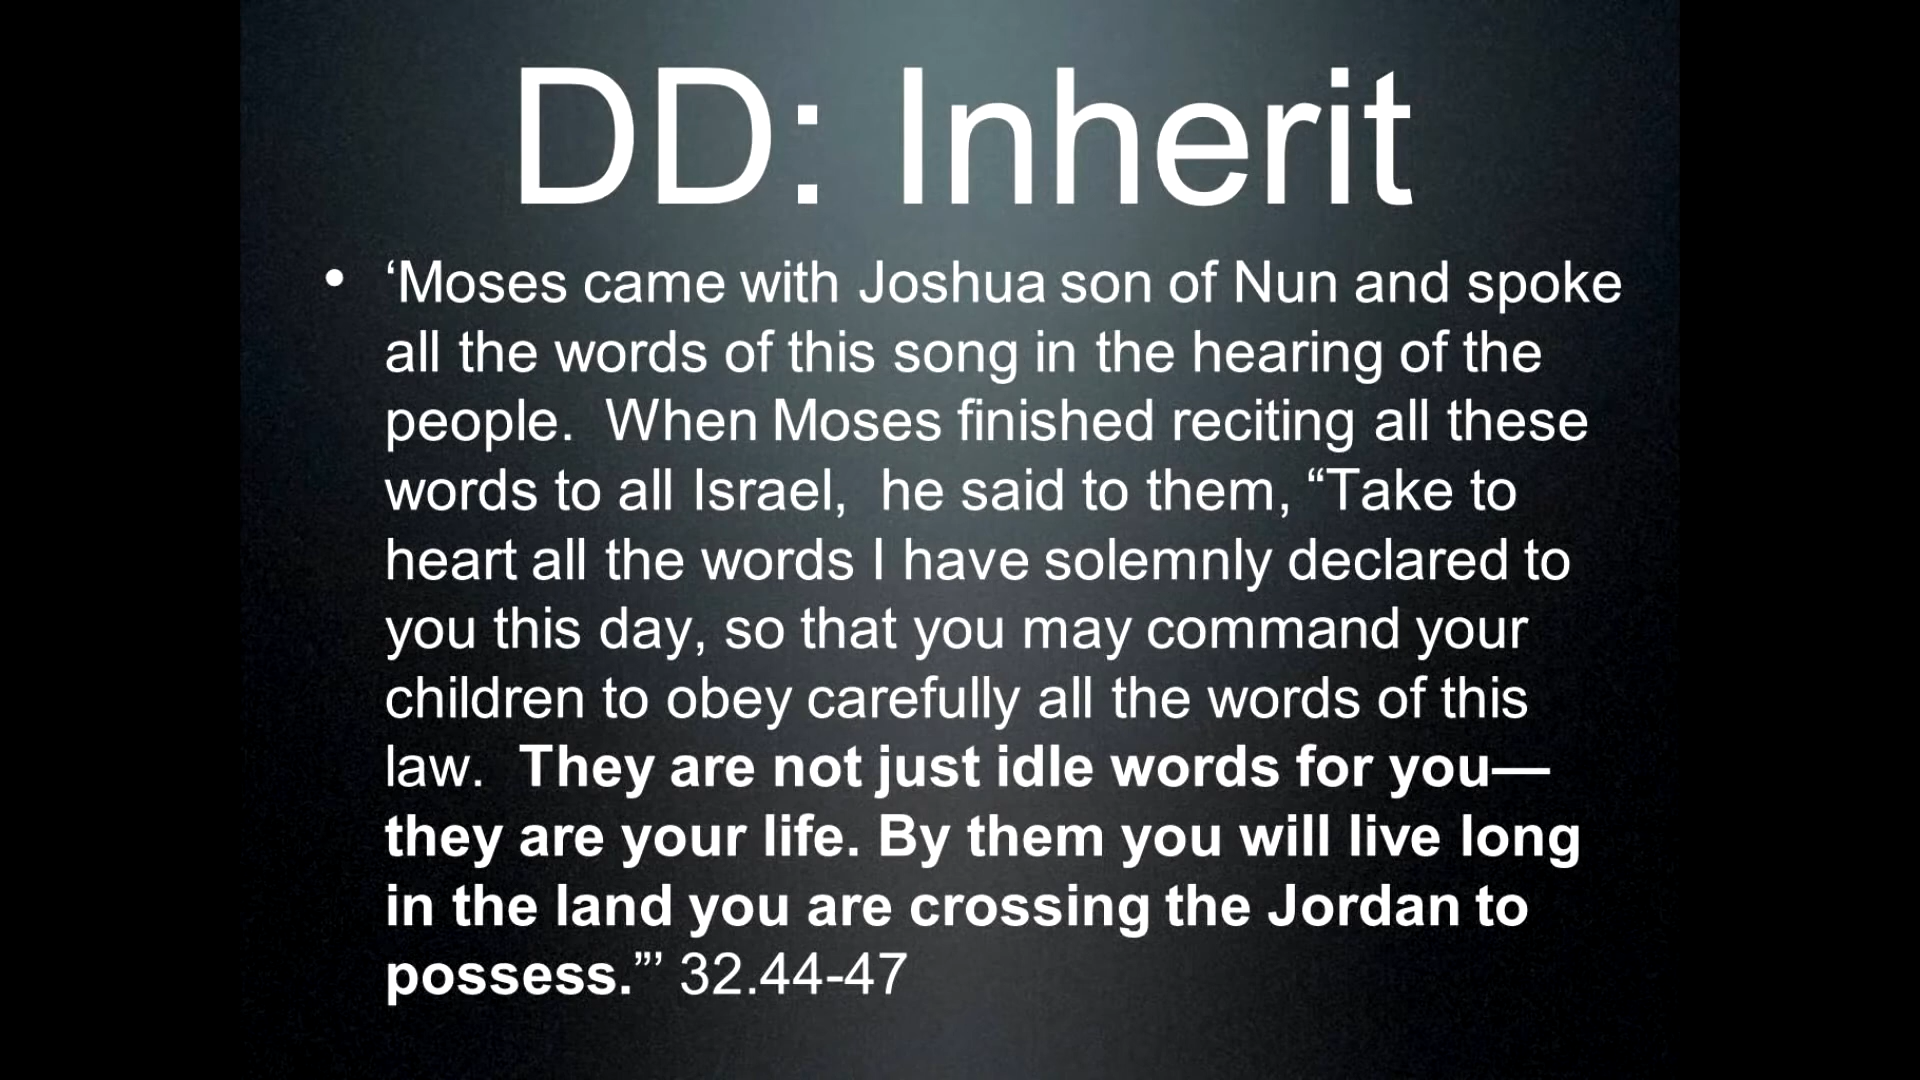 DD: Inherit
• ‘Moses came with Joshua son of Nun and spoke
all the words of this song in the hearing of the
people.  When Moses finished reciting all these
words to all Israel,  he said to them, “Take to
heart all the words I have solemnly declared to
you this day, so that you may command your
children to obey carefully all the words of this
law.  They are not just idle words for you—
they are your life. By them you will live long
in the land you are crossing the Jordan to
possess.”’ 32.44-47